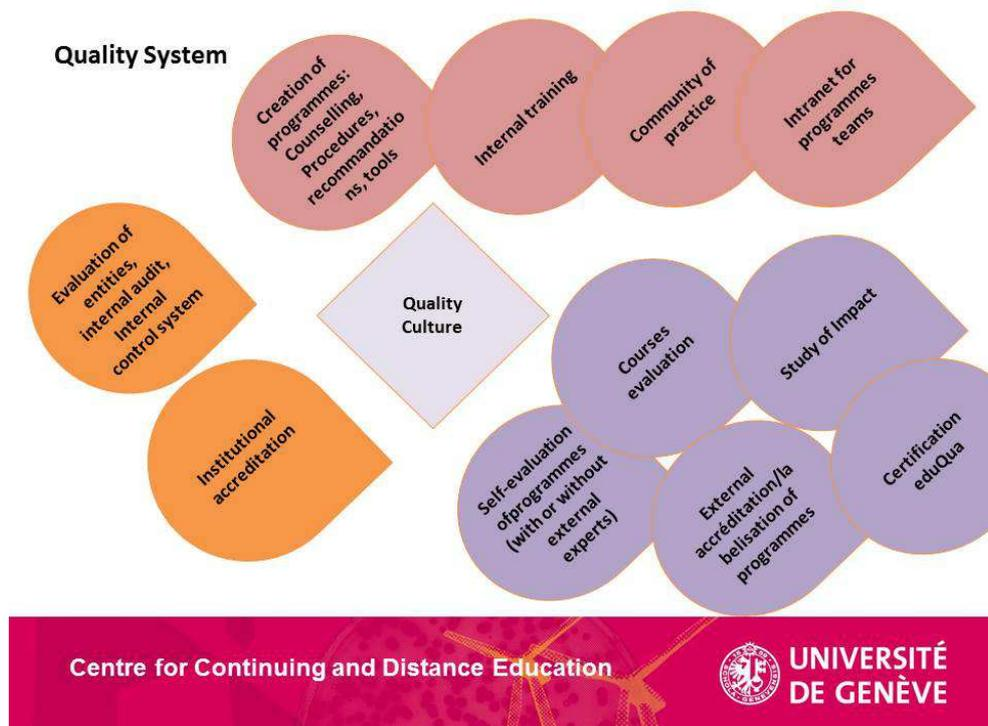 Quality System
Creation of
programmes:
Counselling,
Procedures,
recommandatio
ns, tools
Internal training
Community of
practice
Intranet for
programmes
teams
Evaluation of
entities,
internal audit,
Internal
control system
Quality
Culture
Courses
evaluation
Study of Impact
Institutional
accreditation
Self-evaluation
ofprogrammes
(with or without
external
experts)
External
accréditation/la
belisation of
programmes
Certification
eduQua
Centre for Continuing and Distance Education
UNIVERSITÉ
DE GENÈVE